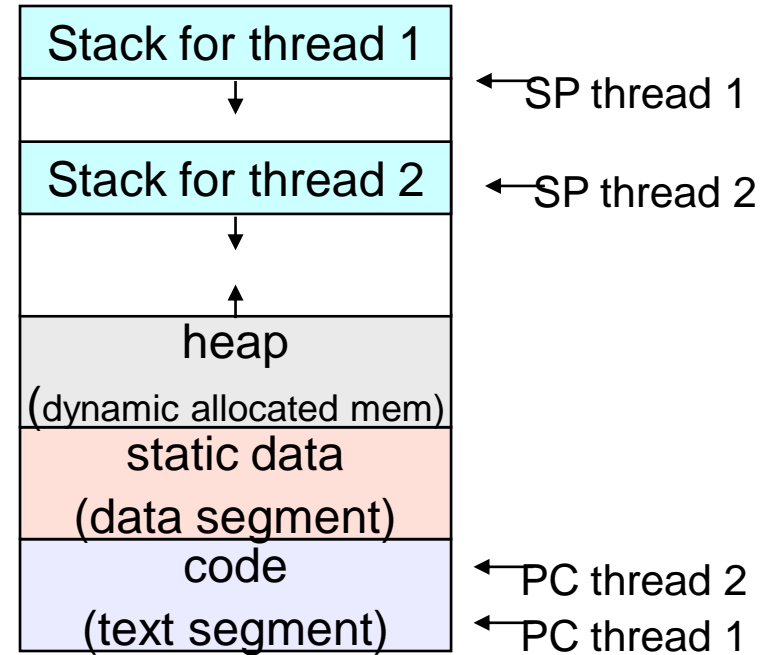 Stack for thread 1
SP thread 1
Stack for thread 2
SP thread 2
heap
(dynamic allocated mem)
static data
(data segment)
code
(text segment)
PC thread 2
PC thread 1